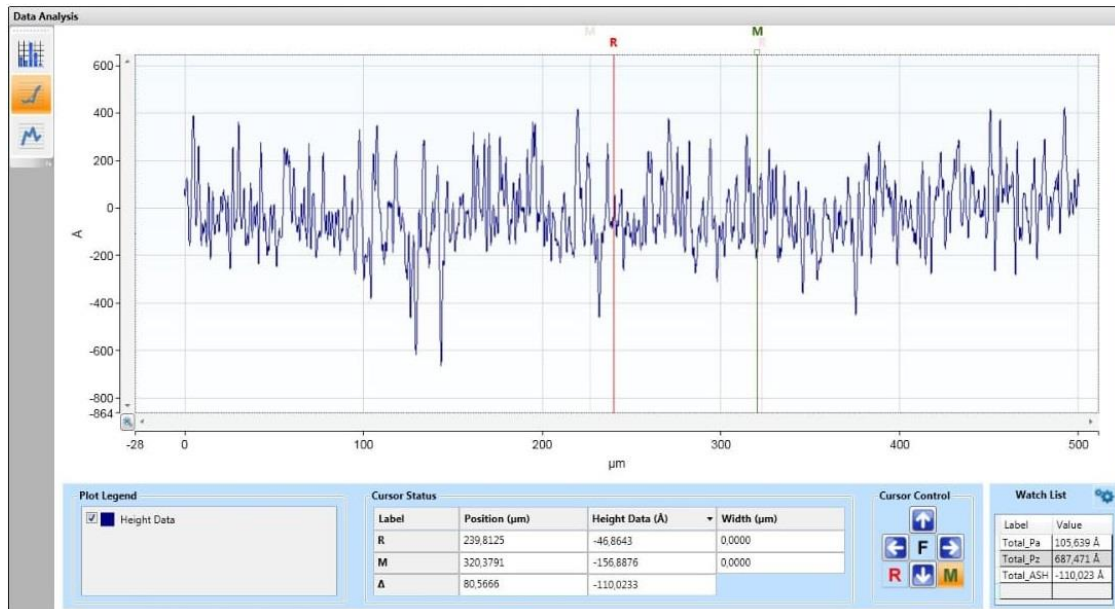 Data Analysis
M
R
M
R
600
400
200
0
-200
-400
-600
-800
-864
Å
-28 0 100 200 300 400 500
µm
Plot Legend
Height Data
Cursor Status
Label Position (µm) Height Data (Å) Width (µm)
R 239,8125 -46,8643 0,0000
M 320,3791 -156,8876 0,0000
Δ 80,5666 -110,0233
Cursor Control
F
R M
Watch List
Label Value
Total_Pa 105,639 Å
Total_Pz 687,471 Å
Total_ASH -110,023 Å